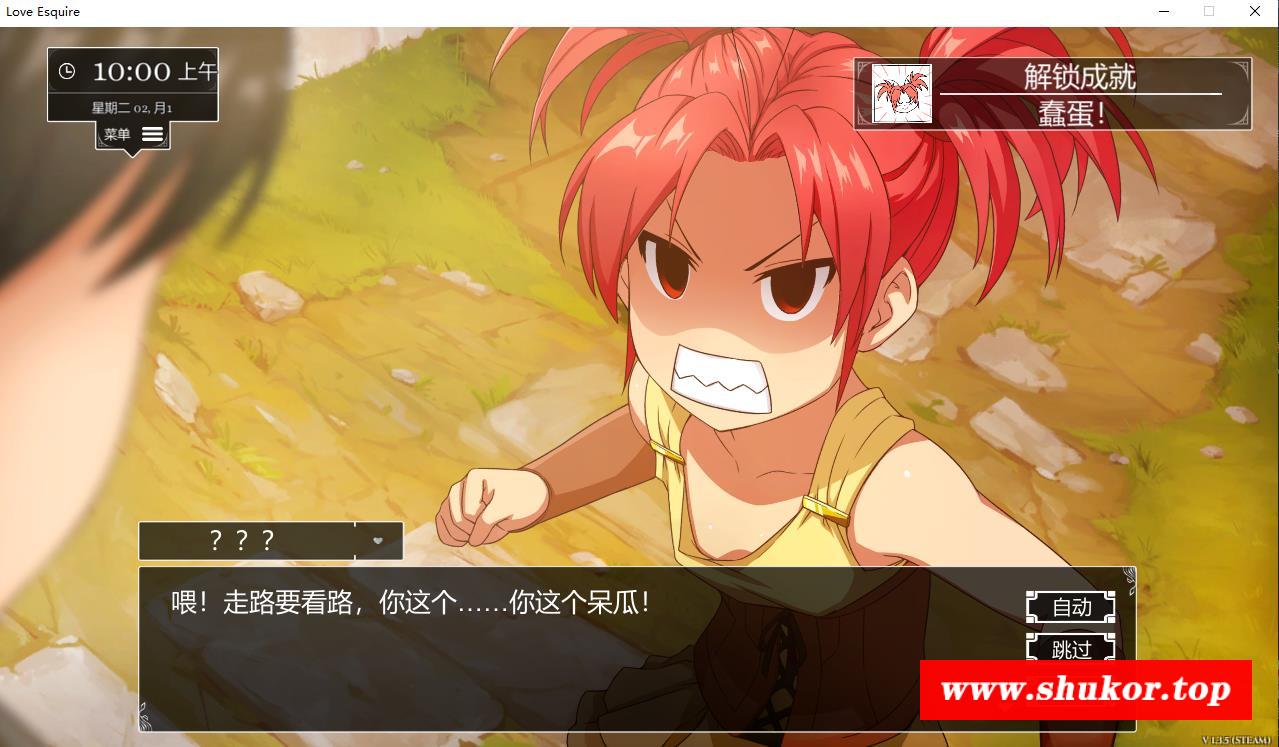 Love Esquire
10:00 上午
星期二 02, 月1
菜单
解锁成就
蠢蛋！
？？？
喂！走路要看路，你这个……你这个呆瓜！
自动
跳过
www.shukor.top
V 1.3.5 (STEAM)